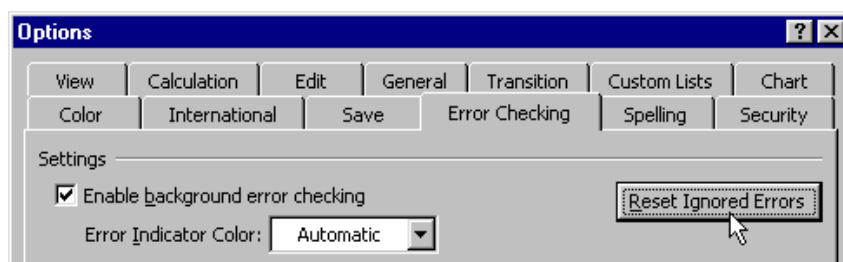 Options
View Calculation Edit General Transition Custom Lists Chart
Color International Save Error Checking Spelling Security
Settings
Enable background error checking Reset Ignored Errors
Error Indicator Color: Automatic